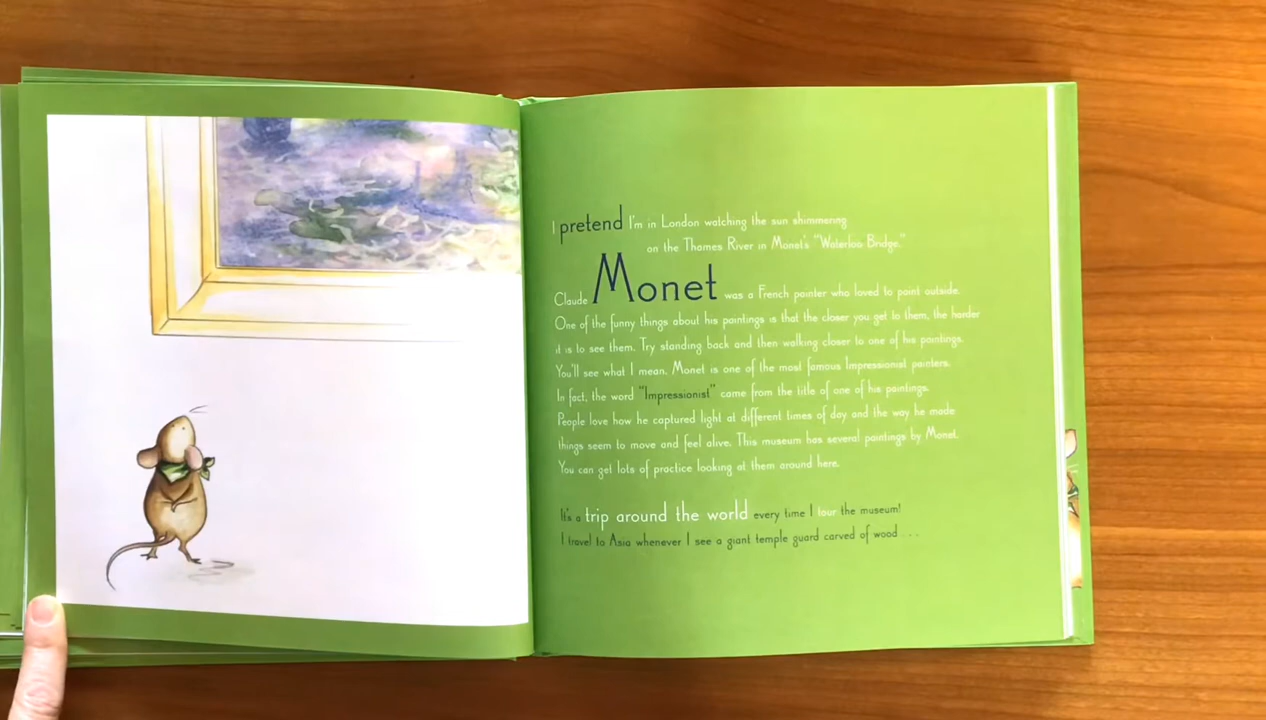 I pretend I'm in London watching the sun shimmering
on the Thames River in Monet's "Waterloo Bridge."
Claude Monet was a French painter who loved to paint outside.
One of the funny things about his paintings is that the closer you get to them, the harder
it is to see them. Try standing back and then walking closer to one of his paintings.
You'll see what I mean. Monet is one of the most famous Impressionist painters.
In fact, the word "Impressionist" came from the title of one of his paintings.
People love how he captured light at different times of day and the way he made
things seem to move and feel alive. This museum has several paintings by Monet.
You can get lots of practice looking at them around here.
It's a trip around the world every time I tour the museum!
I travel to Asia whenever I see a giant temple guard carved of wood . . .